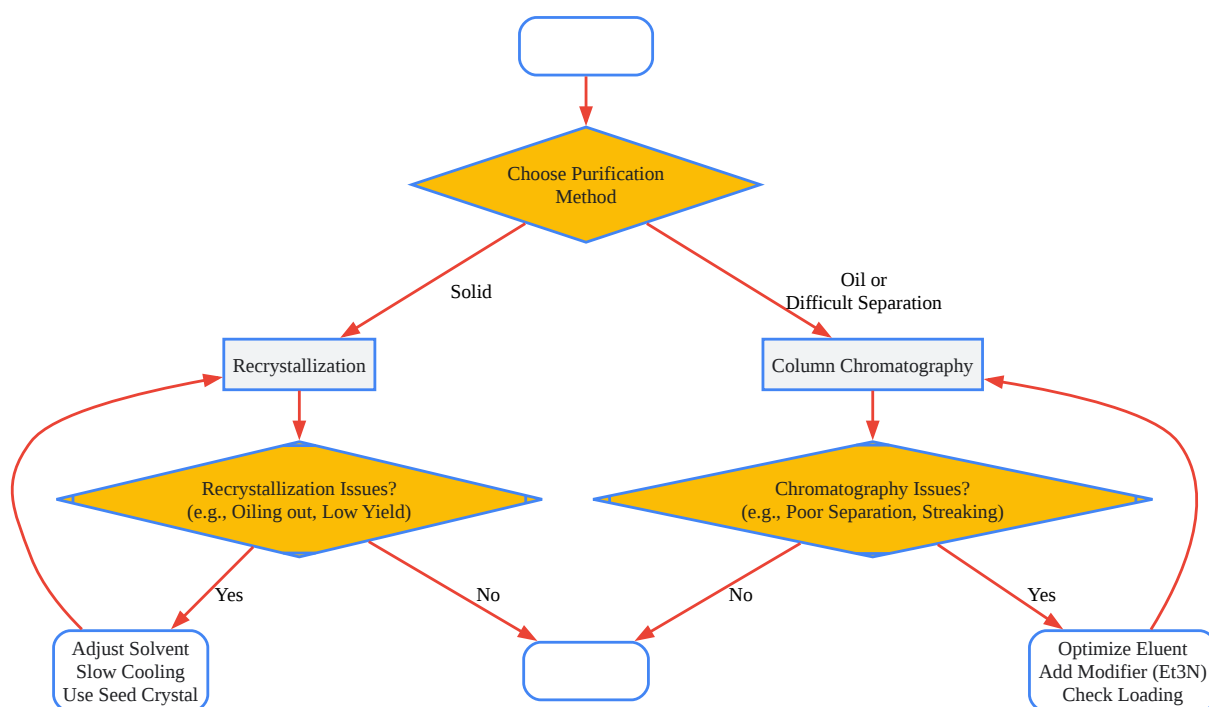 Choose Purification
Method
Solid
Oil or
Difficult Separation
Recrystallization
Column Chromatography
Recrystallization Issues?
(e.g., Oiling out, Low Yield)
Chromatography Issues?
(e.g., Poor Separation, Streaking)
Yes
No
No
Yes
Adjust Solvent
Slow Cooling
Use Seed Crystal
Optimize Eluent
Add Modifier (Et3N)
Check Loading